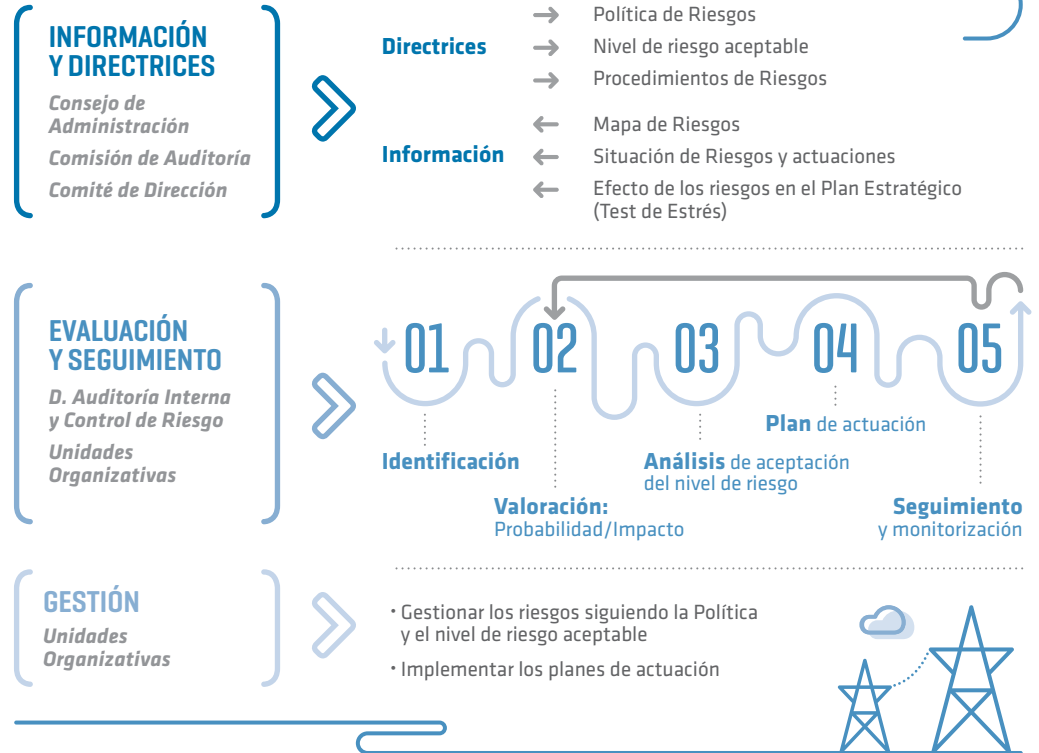 INFORMACIÓN
Y DIRECTRICES
Consejo de
Administración
Comisión de Auditoría
Comité de Dirección
Directrices
→ Política de Riesgos
→ Nivel de riesgo aceptable
→ Procedimientos de Riesgos
Información
← Mapa de Riesgos
← Situación de Riesgos y actuaciones
← Efecto de los riesgos en el Plan Estratégico
(Test de Estrés)
EVALUACIÓN
Y SEGUIMIENTO
D. Auditoría Interna
y Control de Riesgo
Unidades
Organizativas
01
Identificación
02
Valoración:
Probabilidad/Impacto
03
Análisis de aceptación
del nivel de riesgo
04
Plan de actuación
05
Seguimiento
y monitorización
GESTIÓN
Unidades
Organizativas
· Gestionar los riesgos siguiendo la Política
y el nivel de riesgo aceptable
· Implementar los planes de actuación